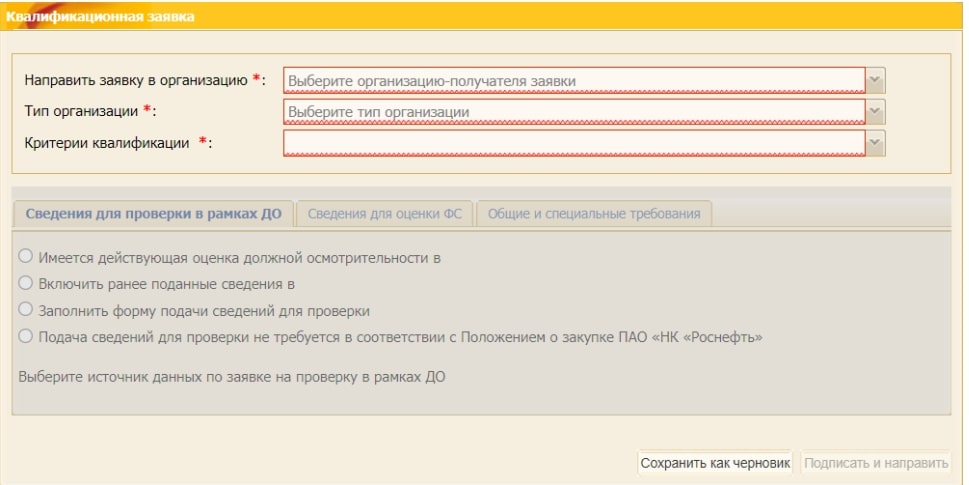 Квалификационная заявка
Направить заявку в организацию *: Выберите организацию-получателя заявки
Тип организации *: Выберите тип организации
Критерии квалификации *:
Сведения для проверки в рамках ДО Сведения для оценки ФС Общие и специальные требования
Имеется действующая оценка должной осмотрительности в
Включить ранее поданные сведения в
Заполнить форму подачи сведений для проверки
Подача сведений для проверки не требуется в соответствии с Положением о закупке ПАО «НК «Роснефть»
Выберите источник данных по заявке на проверку в рамках ДО
Сохранить как черновик Подписать и направить